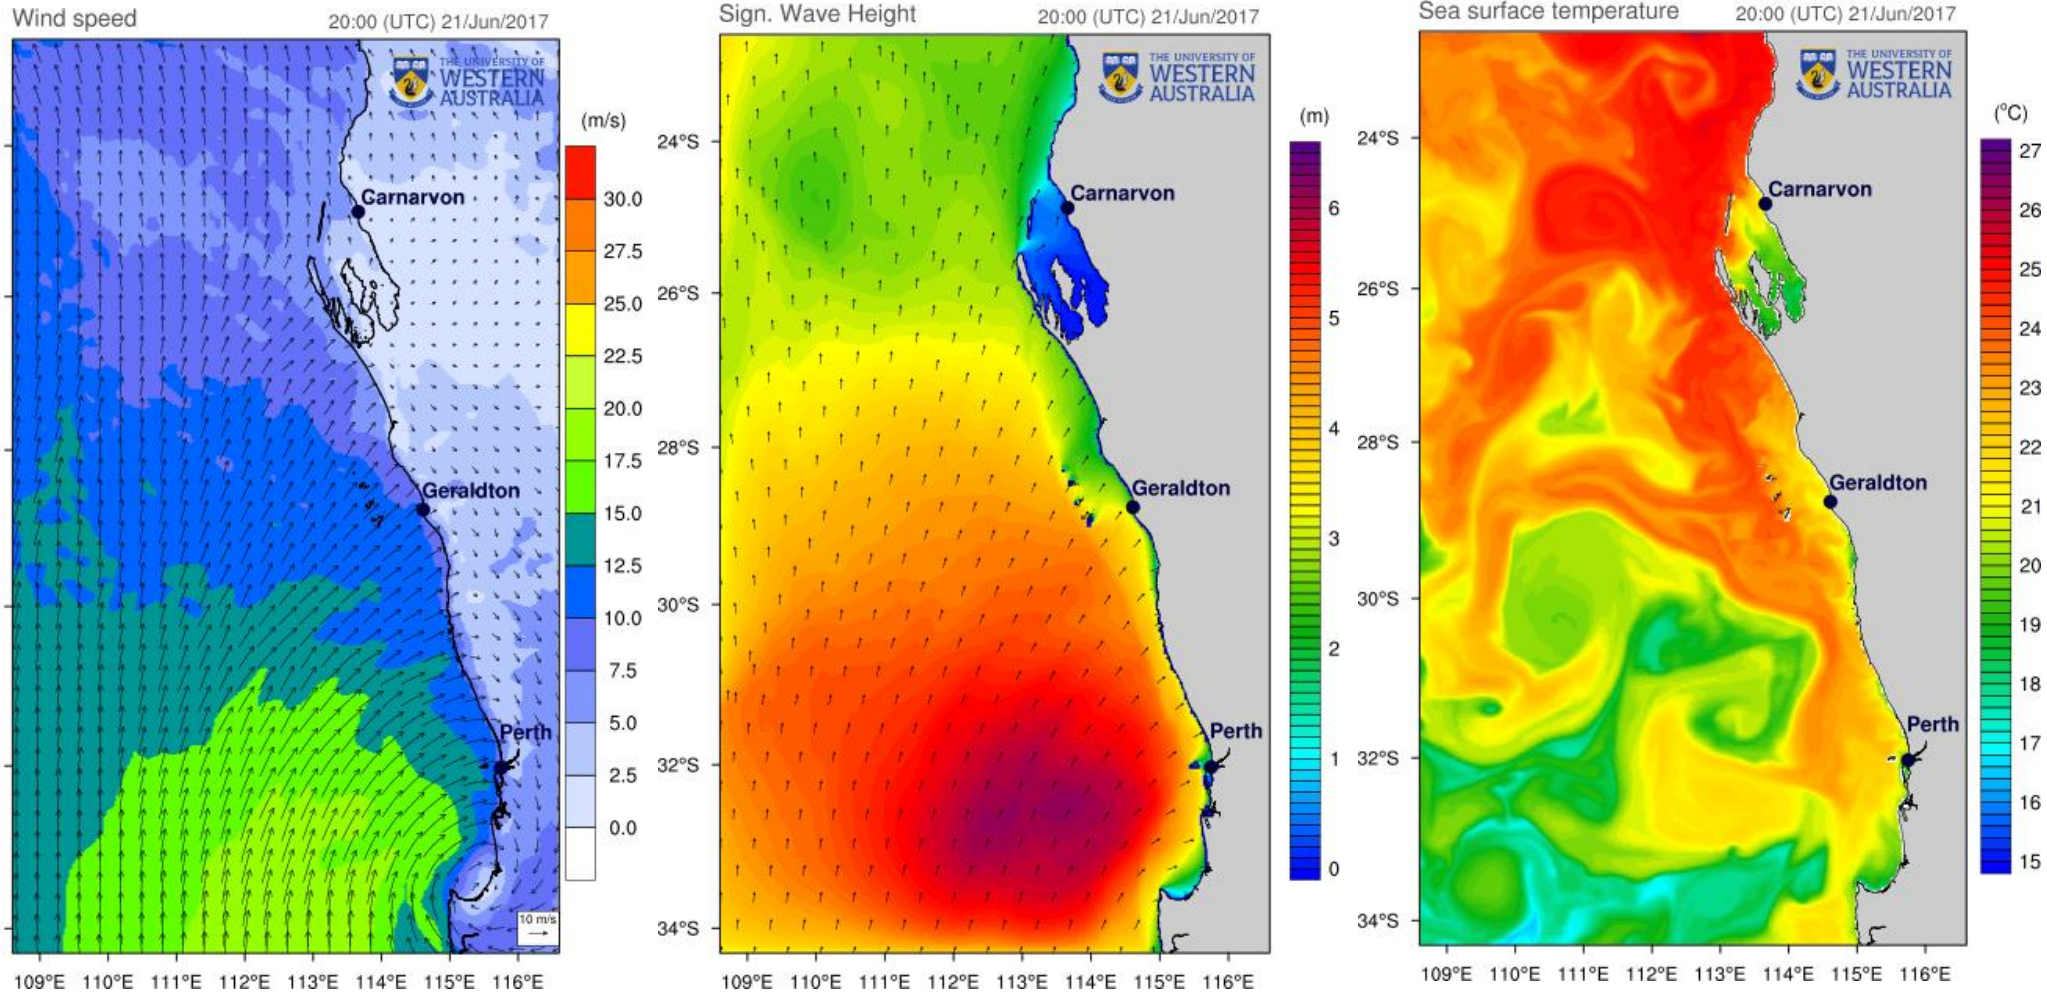 Wind speed
20:00 (UTC) 21/Jun/2017
THE UNIVERSITY OF
WESTERN
AUSTRALIA
Carnarvon
Geraldton
Perth
10 m/s
109°E 110°E 111°E 112°E 113°E 114°E 115°E 116°E
(m/s)
30.0
27.5
25.0
22.5
20.0
17.5
15.0
12.5
10.0
7.5
5.0
2.5
0.0
Sign. Wave Height
20:00 (UTC) 21/Jun/2017
THE UNIVERSITY OF
WESTERN
AUSTRALIA
24°S
26°S
28°S
30°S
32°S
34°S
Carnarvon
Geraldton
Perth
109°E 110°E 111°E 112°E 113°E 114°E 115°E 116°E
(m)
6
5
4
3
2
1
0
Sea surface temperature
20:00 (UTC) 21/Jun/2017
THE UNIVERSITY OF
WESTERN
AUSTRALIA
24°S
26°S
28°S
30°S
32°S
34°S
Carnarvon
Geraldton
Perth
109°E 110°E 111°E 112°E 113°E 114°E 115°E 116°E
(°C)
27
26
25
24
23
22
21
20
19
18
17
16
15